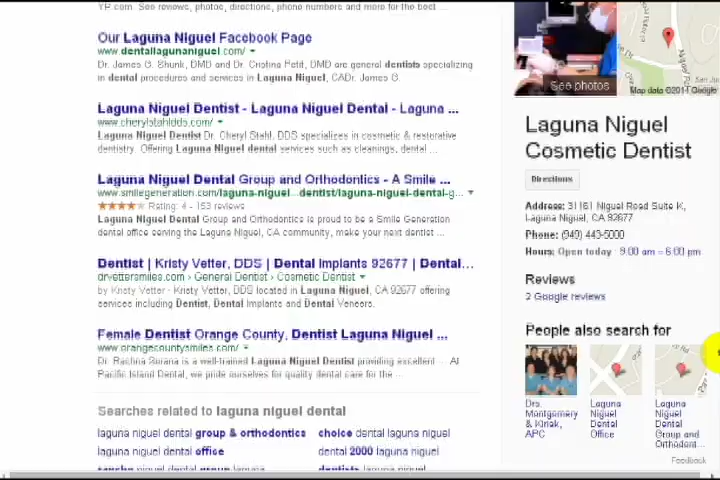 YP.com. See reviews, photos, directions, phone numbers and more for the best ...
Our Laguna Niguel Facebook Page
www.dentallagunaniguel.com/
Dr. James G. Shunk, DMD and Dr. Cristina Petit, DMD are general dentists specializing
in dental procedures and services in Laguna Niguel, CADr. James G.
Laguna Niguel Dentist - Laguna Niguel Dental - Laguna ...
www.cherylstahldds.com/
Laguna Niguel Dentist Dr. Cheryl Stahl, DDS specializes in cosmetic & restorative
dentistry. Offering Laguna Niguel dental services such as cleanings, dental ...
Laguna Niguel Dental Group and Orthodontics - A Smile ...
www.smilegeneration.com/laguna-niguel...dentist/laguna-niguel-dental-g...
Rating: 4 - 153 reviews
Laguna Niguel Dental Group and Orthodontics is proud to be a Smile Generation
dental office serving the Laguna Niguel, CA community, make your next dentist ...
Dentist | Kristy Vetter, DDS | Dental Implants 92677 | Dental...
drvettersmiles.com › General Dentist › Cosmetic Dentist
by Kristy Vetter - Kristy Vetter, DDS located in Laguna Niguel, CA 92677 offering
services including Dentist, Dental Implants and Dental Veneers.
Female Dentist Orange County, Dentist Laguna Niguel ...
www.orangecountysmiles.com/
Dr. Rachna is a well-trained Laguna Niguel Dentist providing excellent ... At
Pacific Island Dental, we pride ourselves for quality dental care for the ...
Searches related to laguna niguel dental
laguna niguel dental group & orthodontics
choice dental laguna niguel
laguna niguel dental office
dental 2000 laguna niguel
dental group laguna
dentists laguna niguel
See photos
Map data ©2014 Google
Laguna Niguel
Cosmetic Dentist
Directions
Address: 31161 Niguel Road Suite K,
Laguna Niguel, CA 92677
Phone: (949) 443-5000
Hours: Open today · 9:00 am – 6:00 pm
Reviews
2 Google reviews
People also search for
Drs.
Montgomery
& Kiriak,
APC
Laguna
Niguel
Dental
Office
Laguna
Niguel
Dental
Group and
Orthodont...
Feedback